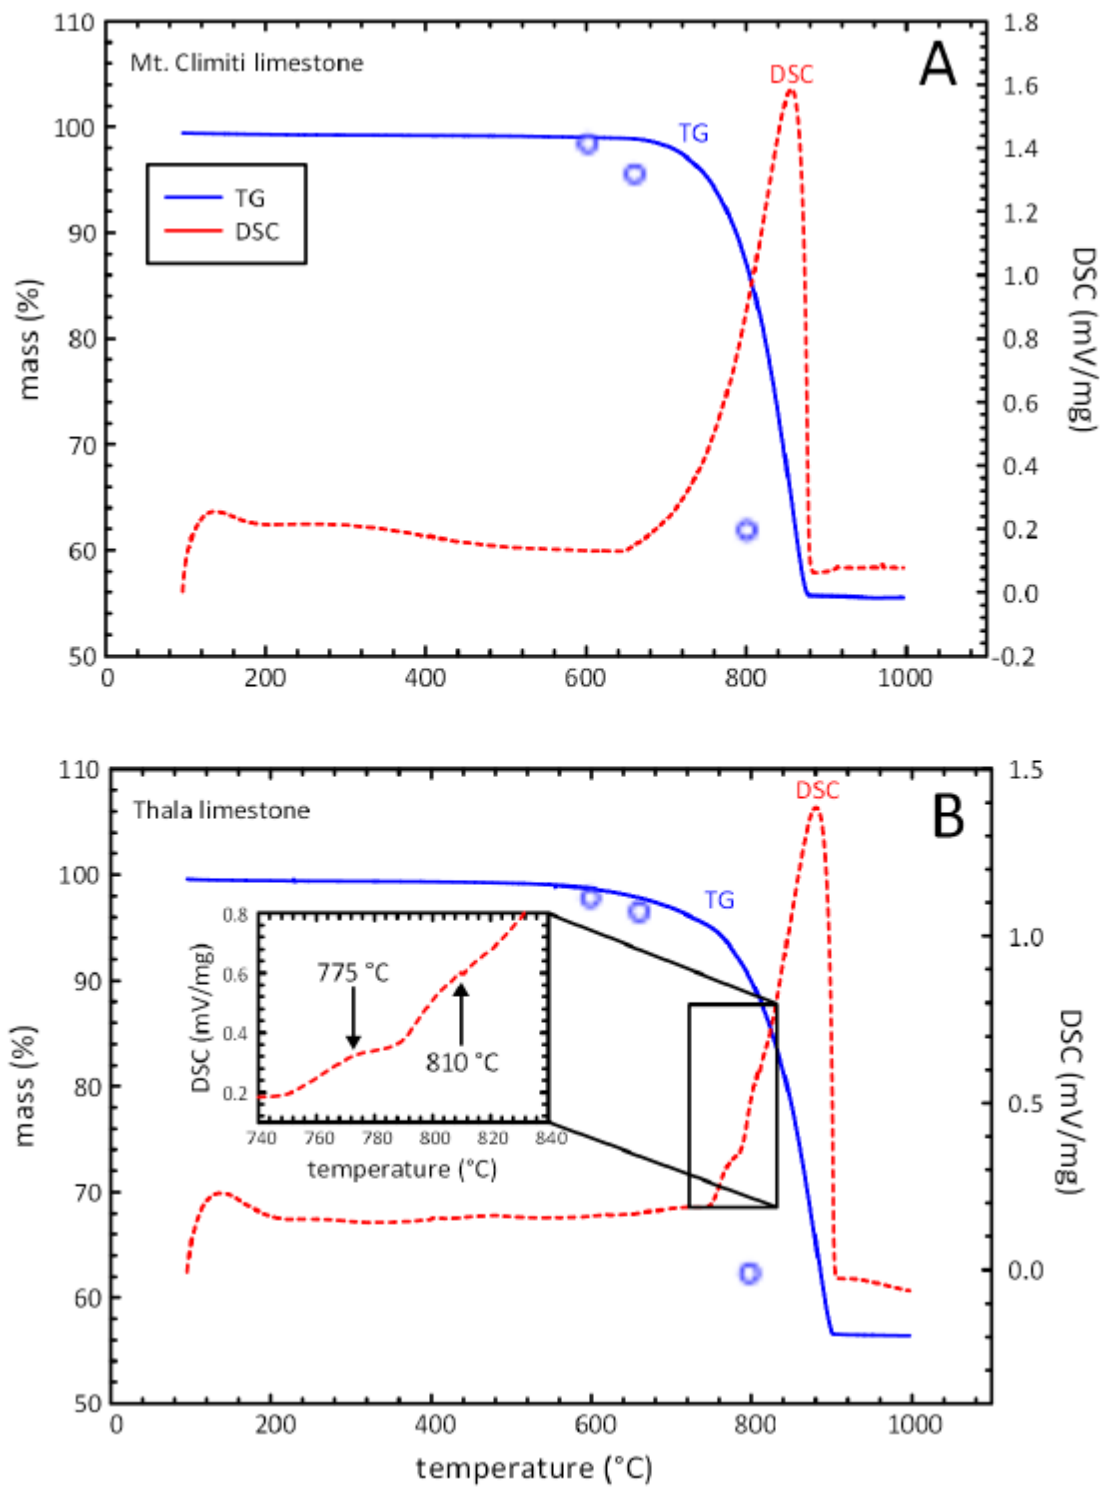 110
1.8
Mt. Climiti limestone
A
DSC
1.6
100
TG
1.4
TG
DSC
1.2
90
1.0
mass (%)
DSC (mV/mg)
80
0.8
0.6
70
0.4
60
0.2
0.0
50
-0.2
0 200 400 600 800 1000
110
1.5
Thala limestone
DSC
B
100
TG
1.0
0.8
0.6
0.4
0.2
DSC (mV/mg)
775 °C
810 °C
740 760 780 800 820 840
temperature (°C)
90
mass (%)
DSC (mV/mg)
80
0.5
70
60
0.0
50
0 200 400 600 800 1000
temperature (°C)